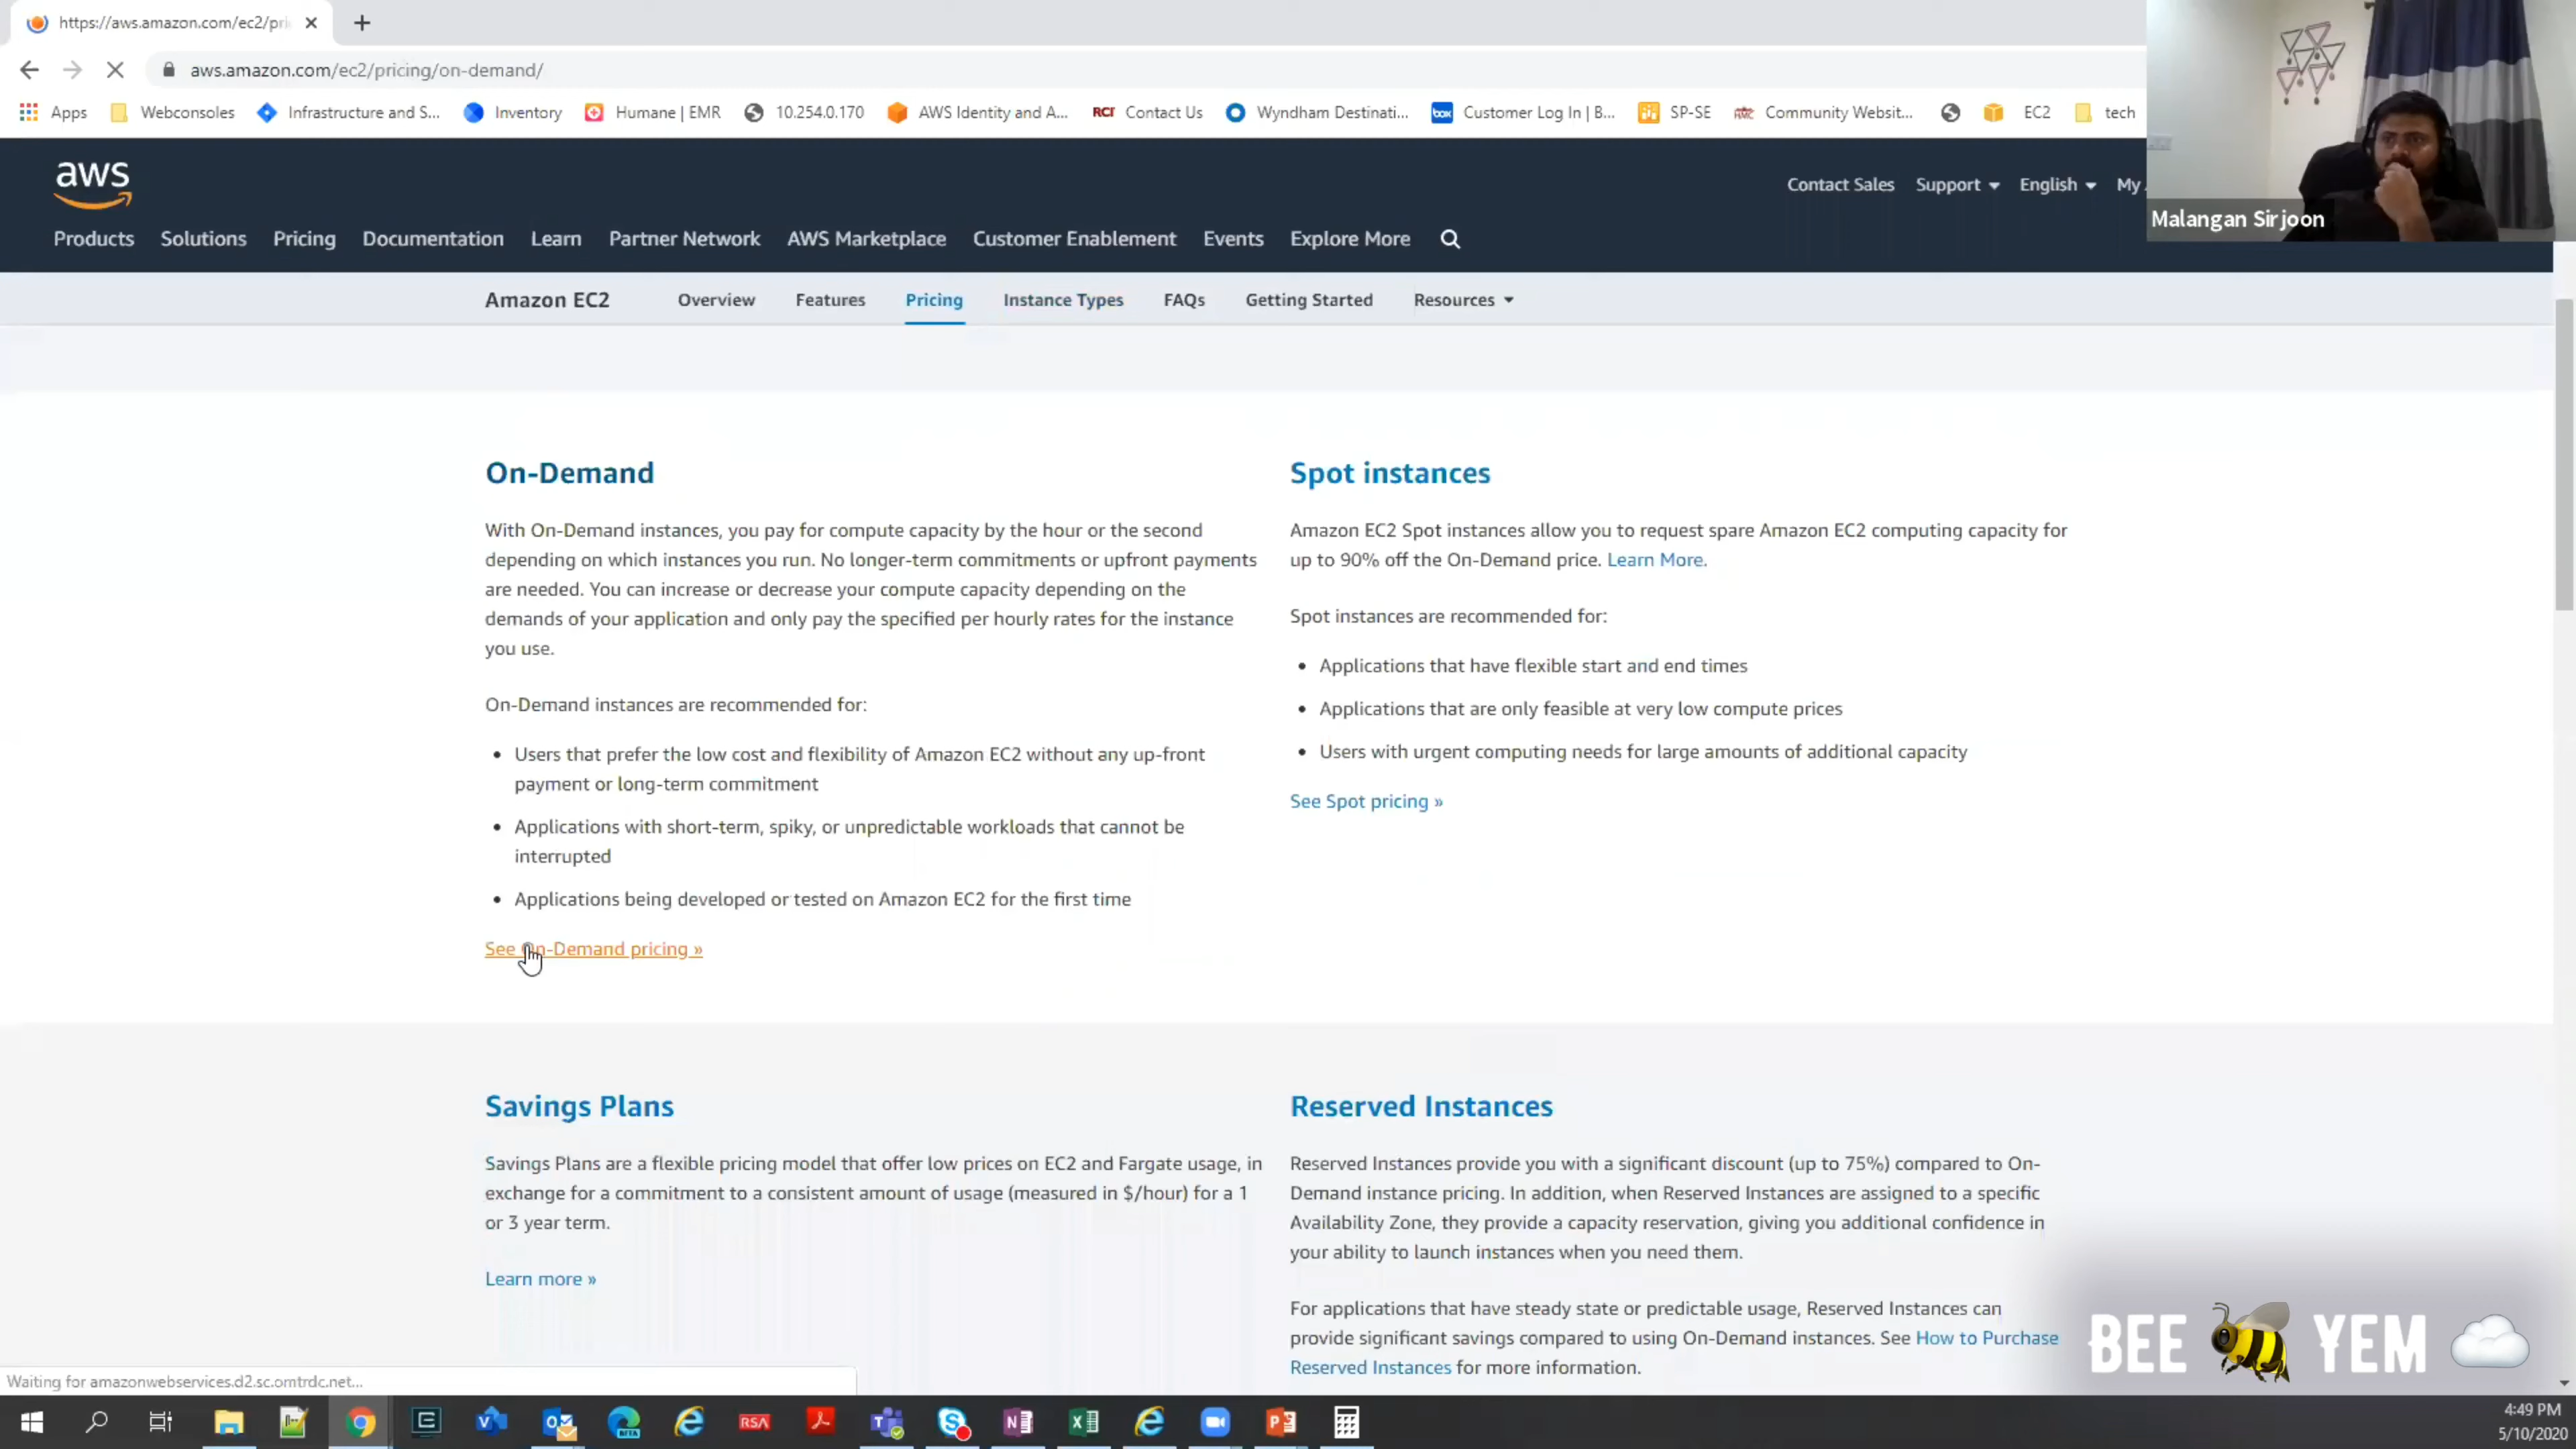 https://aws.amazon.com/ec2/pri
aws.amazon.com/ec2/pricing/on-demand/
Apps Webconsoles Infrastructure and S... Inventory Humane | EMR 10.254.0.170 AWS Identity and A... RCI Contact Us Wyndham Destinati... box Customer Log In | B... SP-SE Community Websit... EC2 tech
aws
Contact Sales Support English My
Malangan Sirjoon
Products Solutions Pricing Documentation Learn Partner Network AWS Marketplace Customer Enablement Events Explore More
Amazon EC2 Overview Features Pricing Instance Types FAQs Getting Started Resources
On-Demand
With On-Demand instances, you pay for compute capacity by the hour or the second
depending on which instances you run. No longer-term commitments or upfront payments
are needed. You can increase or decrease your compute capacity depending on the
demands of your application and only pay the specified per hourly rates for the instance
you use.
On-Demand instances are recommended for:
• Users that prefer the low cost and flexibility of Amazon EC2 without any up-front
payment or long-term commitment
• Applications with short-term, spiky, or unpredictable workloads that cannot be
interrupted
• Applications being developed or tested on Amazon EC2 for the first time
See On-Demand pricing »
Spot instances
Amazon EC2 Spot instances allow you to request spare Amazon EC2 computing capacity for
up to 90% off the On-Demand price. Learn More.
Spot instances are recommended for:
• Applications that have flexible start and end times
• Applications that are only feasible at very low compute prices
• Users with urgent computing needs for large amounts of additional capacity
See Spot pricing »
Savings Plans
Savings Plans are a flexible pricing model that offer low prices on EC2 and Fargate usage, in
exchange for a commitment to a consistent amount of usage (measured in $/hour) for a 1
or 3 year term.
Learn more »
Reserved Instances
Reserved Instances provide you with a significant discount (up to 75%) compared to On-
Demand instance pricing. In addition, when Reserved Instances are assigned to a specific
Availability Zone, they provide a capacity reservation, giving you additional confidence in
your ability to launch instances when you need them.
For applications that have steady state or predictable usage, Reserved Instances can
provide significant savings compared to using On-Demand instances. See How to Purchase
Reserved Instances for more information.
BEE YEM
Waiting for amazonwebservices.d2.sc.omtrdc.net...
RSA
4:49 PM
5/10/2020